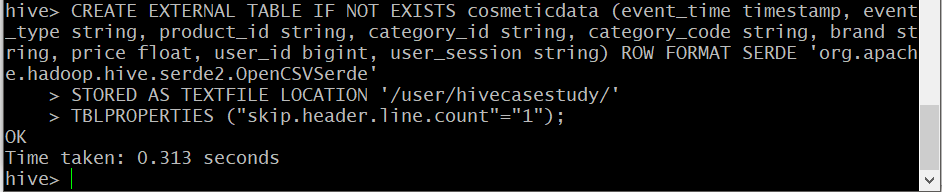 hive> CREATE EXTERNAL TABLE IF NOT EXISTS cosmeticdata (event_time timestamp, event
_type string, product_id string, category_id string, category_code string, brand st
ring, price float, user_id bigint, user_session string) ROW FORMAT SERDE 'org.apach
e.hadoop.hive.serde2.OpenCSVSerde'
    > STORED AS TEXTFILE LOCATION '/user/hivecasestudy/'
    > TBLPROPERTIES ("skip.header.line.count"="1");
OK
Time taken: 0.313 seconds
hive>